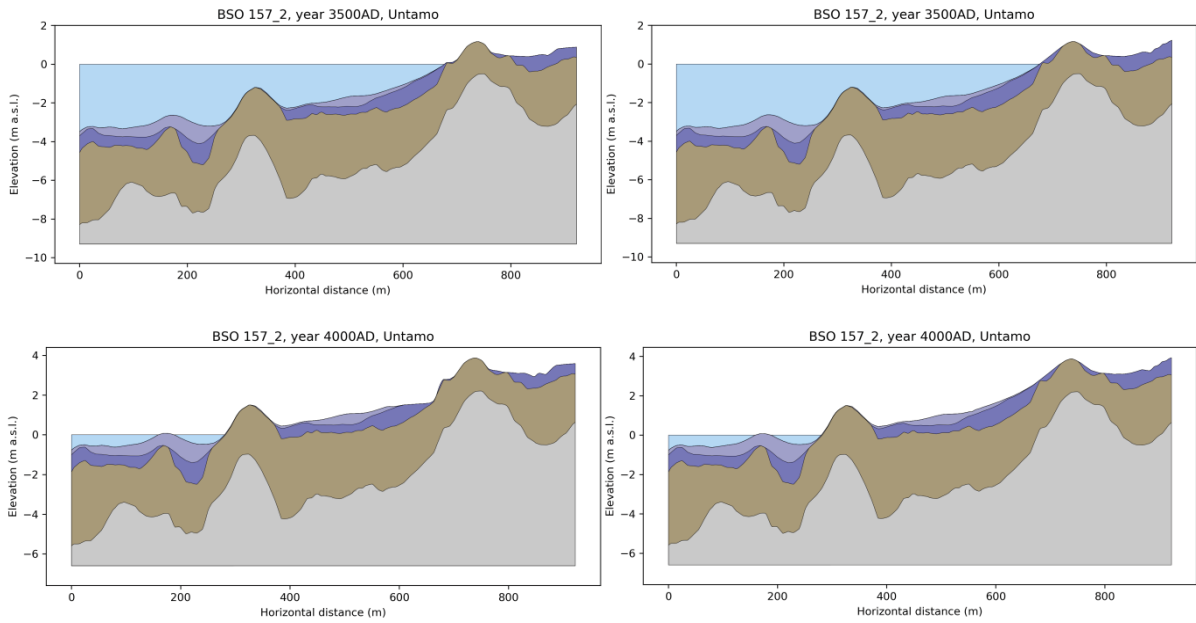 BSO 157_2, year 3500AD, Untamo
Elevation (m a.s.l.)
2
0
−2
−4
−6
−8
−10
0 200 400 600 800
Horizontal distance (m)
BSO 157_2, year 3500AD, Untamo
Elevation (m a.s.l.)
2
0
−2
−4
−6
−8
−10
0 200 400 600 800
Horizontal distance (m)
BSO 157_2, year 4000AD, Untamo
Elevation (m a.s.l.)
4
2
0
−2
−4
−6
0 200 400 600 800
Horizontal distance (m)
BSO 157_2, year 4000AD, Untamo
Elevation (m a.s.l.)
4
2
0
−2
−4
−6
0 200 400 600 800
Horizontal distance (m)